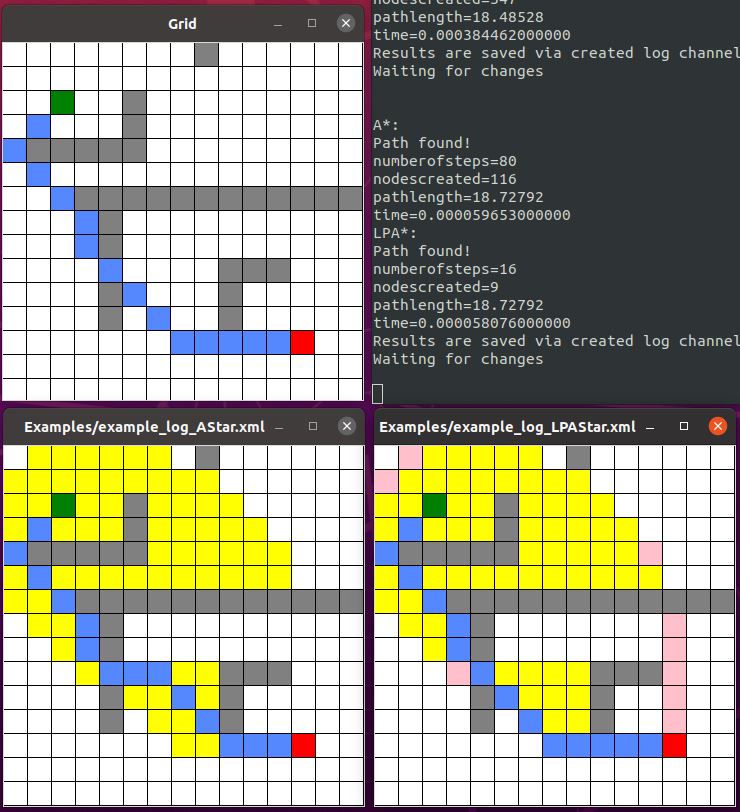 Grid
pathlength=18.48528
time=0.000384462000000
Results are saved via created log channel
Waiting for changes
A*:
Path found!
numberofsteps=80
nodescreated=116
pathlength=18.72792
time=0.000059653000000
LPA*:
Path found!
numberofsteps=16
nodescreated=9
pathlength=18.72792
time=0.000058076000000
Results are saved via created log channel
Waiting for changes
Examples/example_log_AStar.xml
Examples/example_log_LPAStar.xml